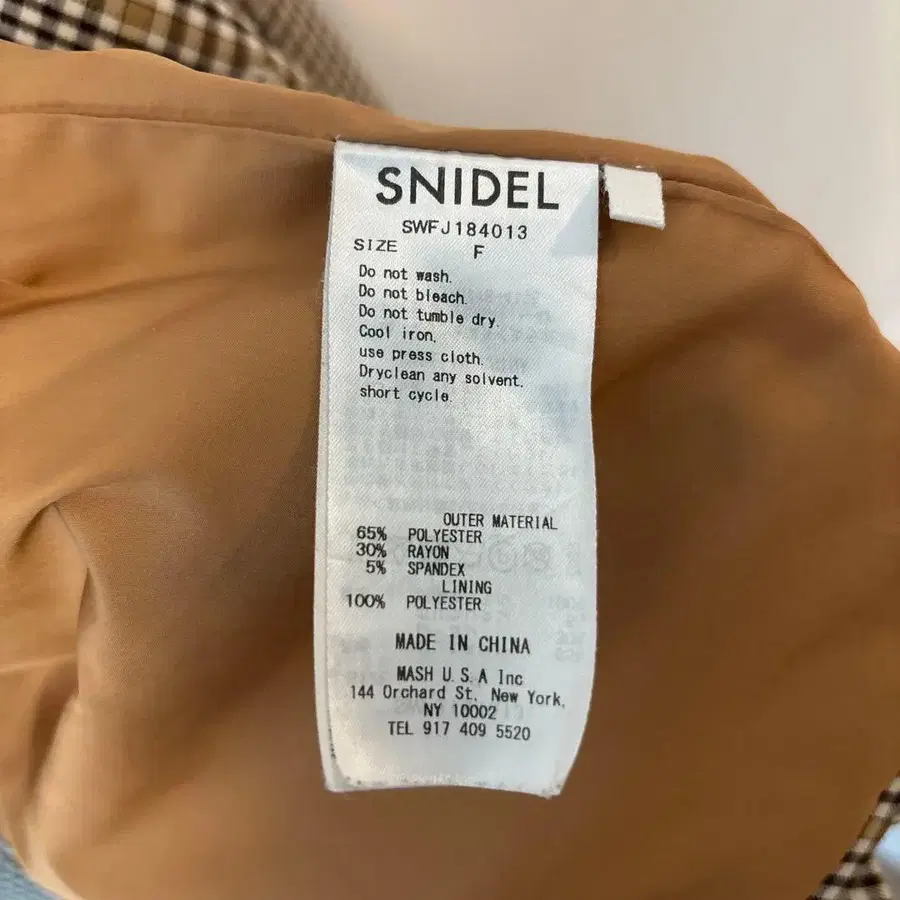 SNIDEL
SWFJ184013
SIZE F
Do not wash.
Do not bleach.
Do not tumble dry.
Cool iron,
use press cloth.
Dryclean any solvent.
short cycle.
OUTER MATERIAL
65% POLYESTER
30% RAYON
5% SPANDEX
LINING
100% POLYESTER
MADE IN CHINA
MASH U.S.A Inc
144 Orchard St, New York,
NY 10002
TEL 917 409 5520